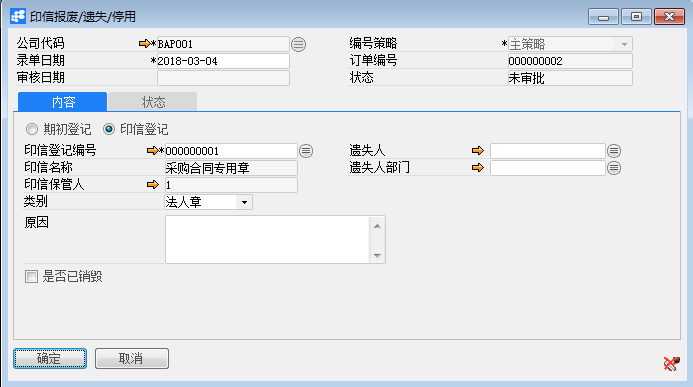 印信报废/遗失/停用
公司代码 *BAP001 编号策略 *主策略
录单日期 *2018-03-04 订单编号 000000002
审核日期 状态 未审批
内容 状态
期初登记 印信登记
印信登记编号 *000000001 遗失人
印信名称 采购合同专用章 遗失人部门
印信保管人 1
类别 法人章
原因
是否已销毁
确定 取消